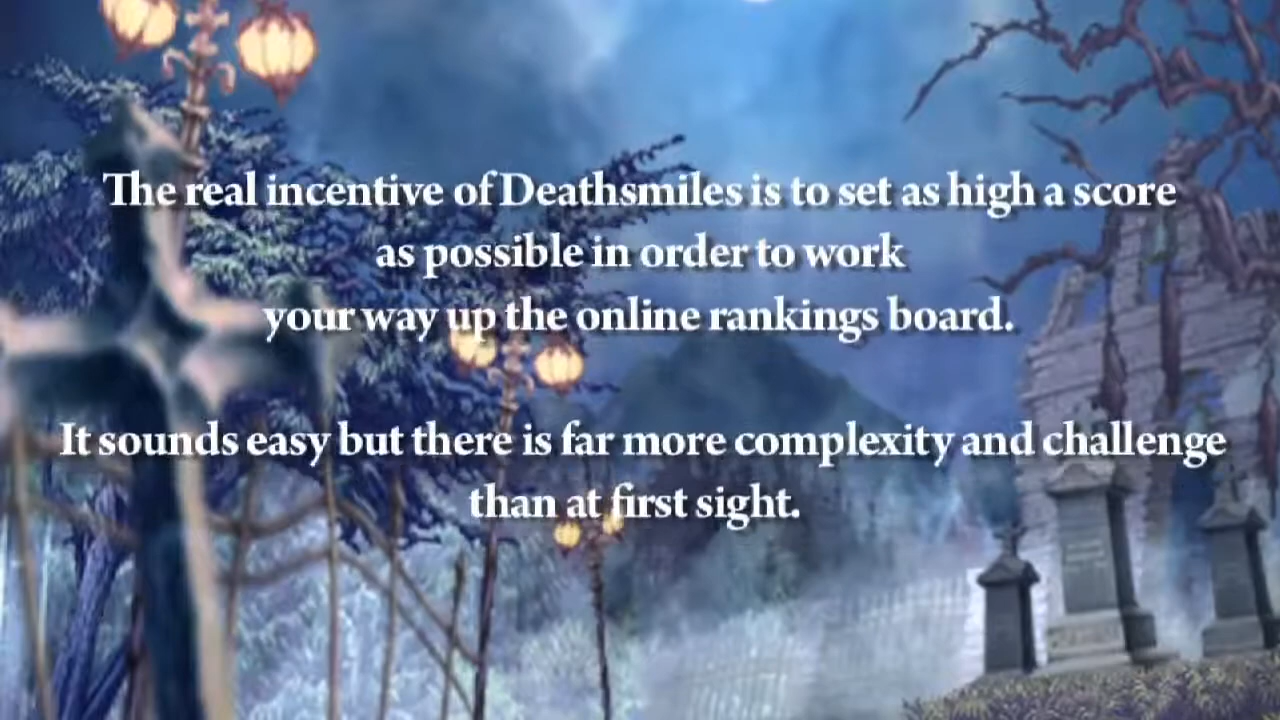 The real incentive of Deathsmiles is to set as high a score
as possible in order to work
your way up the online rankings board.
It sounds easy but there is far more complexity and challenge
than at first sight.